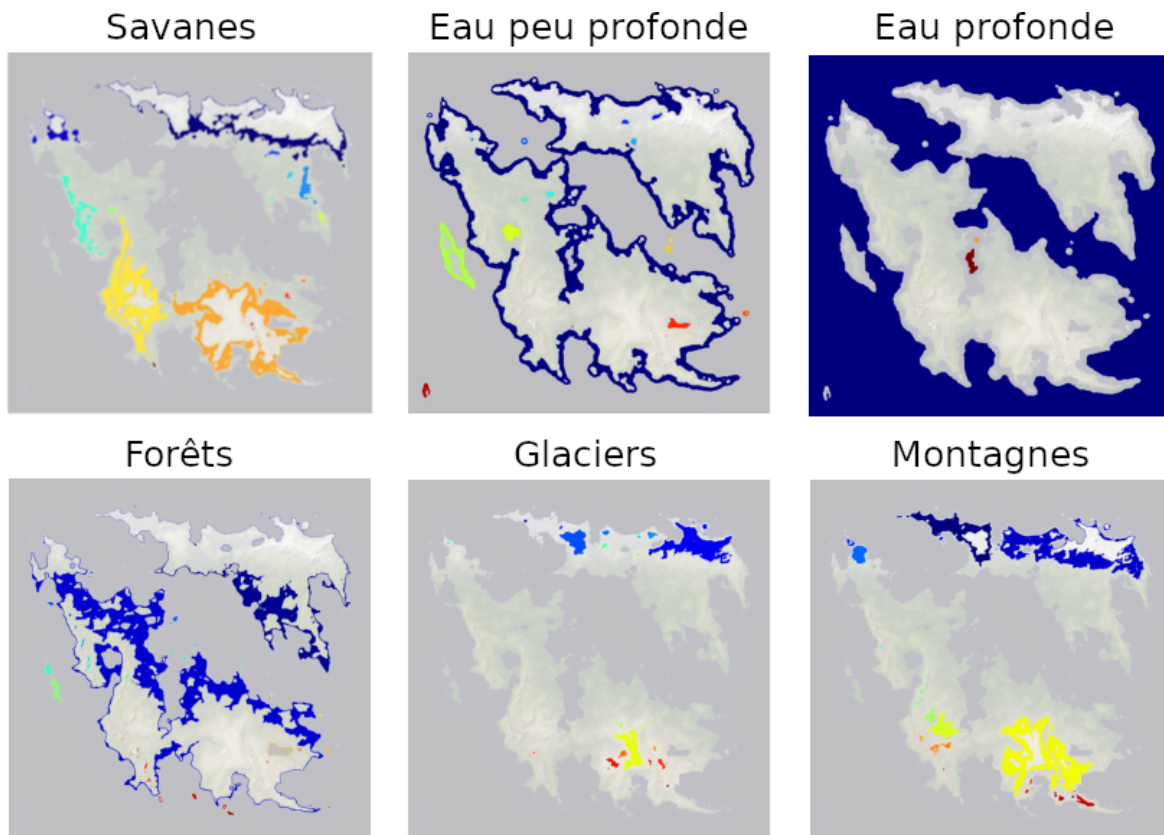 Savanes
Eau peu profonde
Eau profonde
Forêts
Glaciers
Montagnes